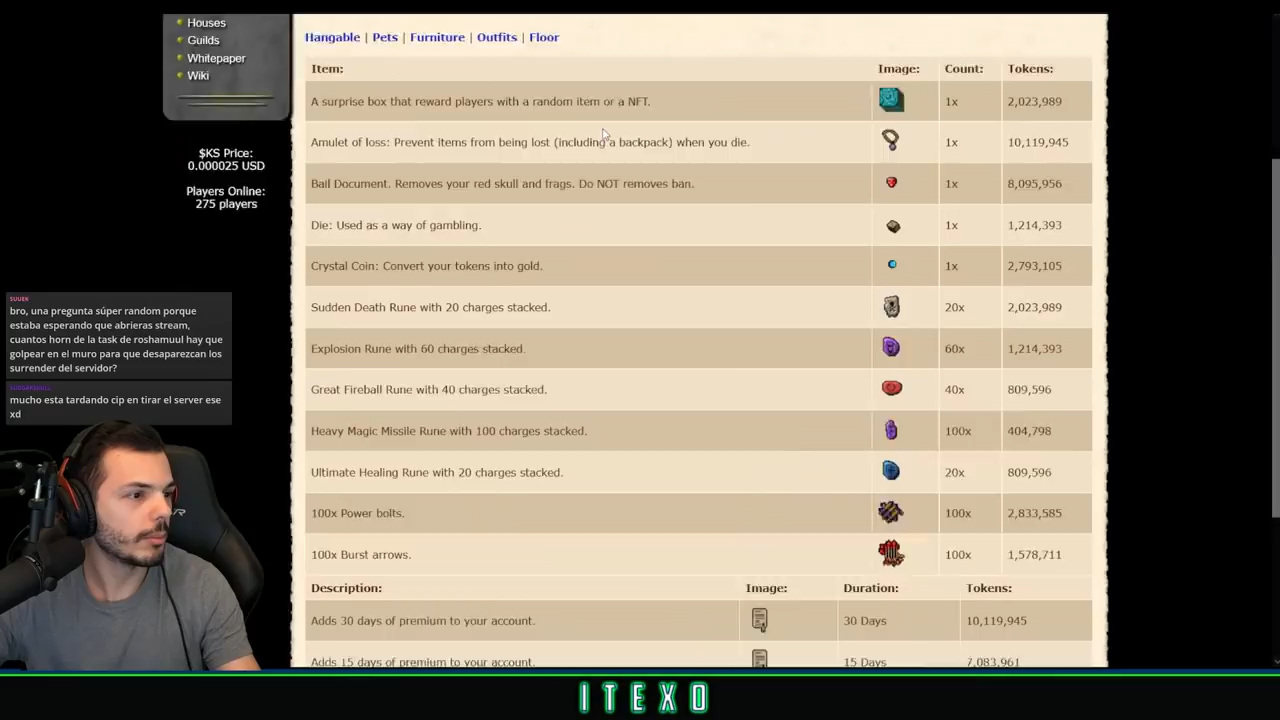 Houses
Guilds
Whitepaper
Wiki
$KS Price:
0.000025 USD
Players Online:
275 players
Hangable | Pets | Furniture | Outfits | Floor
Item: Image: Count: Tokens:
A surprise box that reward players with a random item or a NFT. 1x 2,023,989
Amulet of loss: Prevent items from being lost (including a backpack) when you die. 1x 10,119,945
Bail Document. Removes your red skull and frags. Do NOT removes ban. 1x 8,095,956
Die: Used as a way of gambling. 1x 1,214,393
Crystal Coin: Convert your tokens into gold. 1x 2,793,105
Sudden Death Rune with 20 charges stacked. 20x 2,023,989
Explosion Rune with 60 charges stacked. 60x 1,214,393
Great Fireball Rune with 40 charges stacked. 40x 809,596
Heavy Magic Missile Rune with 100 charges stacked. 100x 404,798
Ultimate Healing Rune with 20 charges stacked. 20x 809,596
100x Power bolts. 100x 2,833,585
100x Burst arrows. 100x 1,578,711
Description: Image: Duration: Tokens:
Adds 30 days of premium to your account. 30 Days 10,119,945
Adds 15 days of premium to your account. 15 Days 7,083,961
SUUEK
bro, una pregunta súper random porque
estaba esperando que abrieras stream,
cuantos horn de la task de roshamuul hay que
golpear en el muro para que desaparezcan los
surrender del servidor?
mucho esta tardando cip en tirar el server ese
xd
ITEXO